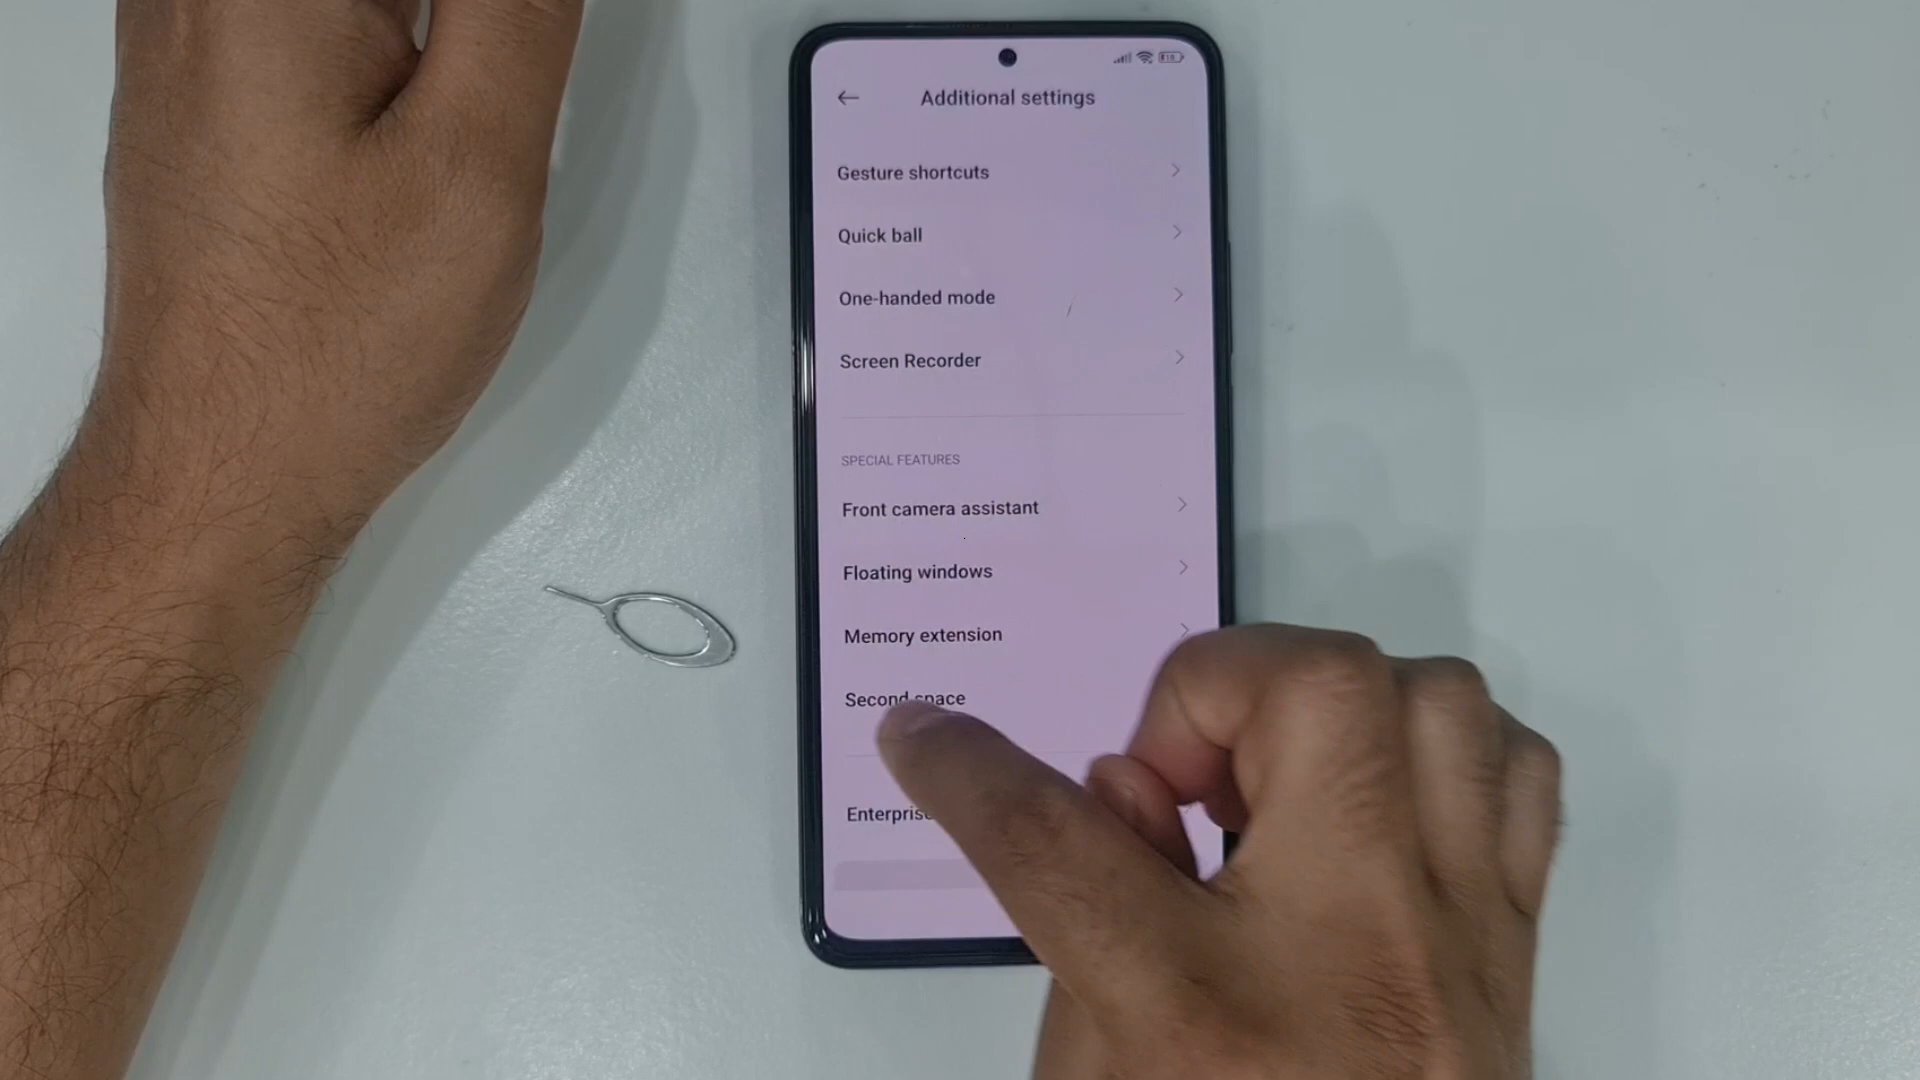 Additional settings
Gesture shortcuts
Quick ball
One-handed mode
Screen Recorder
SPECIAL FEATURES
Front camera assistant
Floating windows
Memory extension
Second space
Enterprise